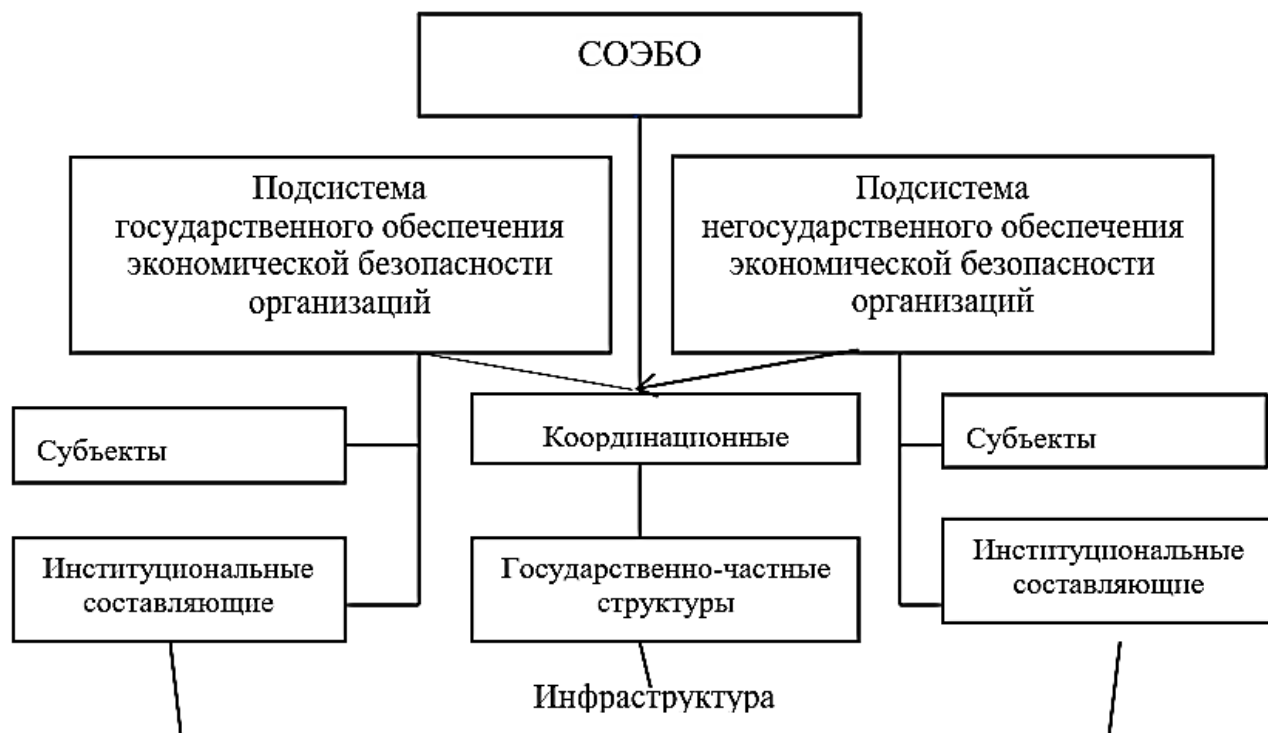 СОЭБО
Подсистема
государственного обеспечения
экономической безопасности
организаций
Подсистема
негосударственного обеспечения
экономической безопасности
организаций
Субъекты
Координационные
Субъекты
Институциональные
составляющие
Государственно-частные
структуры
Институциональные
составляющие
Инфраструктура